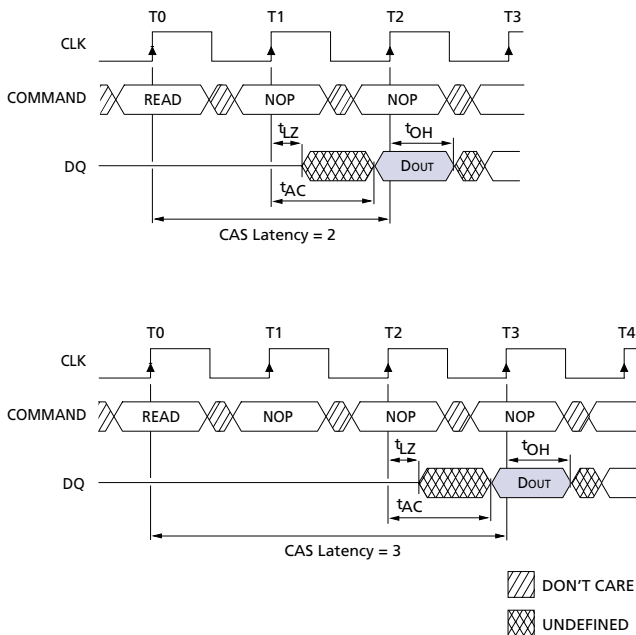 T0 T1 T2 T3
CLK
COMMAND READ NOP NOP
tLZ tOH
DQ DOUT
tAC
CAS Latency = 2
T0 T1 T2 T3 T4
CLK
COMMAND READ NOP NOP NOP
tLZ tOH
DQ DOUT
tAC
CAS Latency = 3
DON'T CARE
UNDEFINED